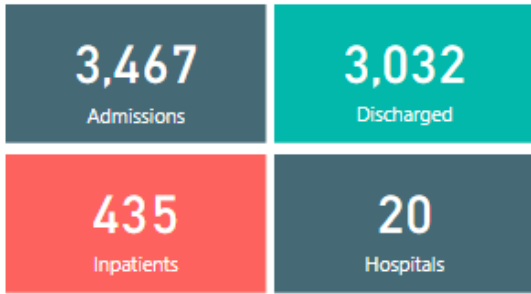 3,467
Admissions
3,032
Discharged
435
Inpatients
20
Hospitals